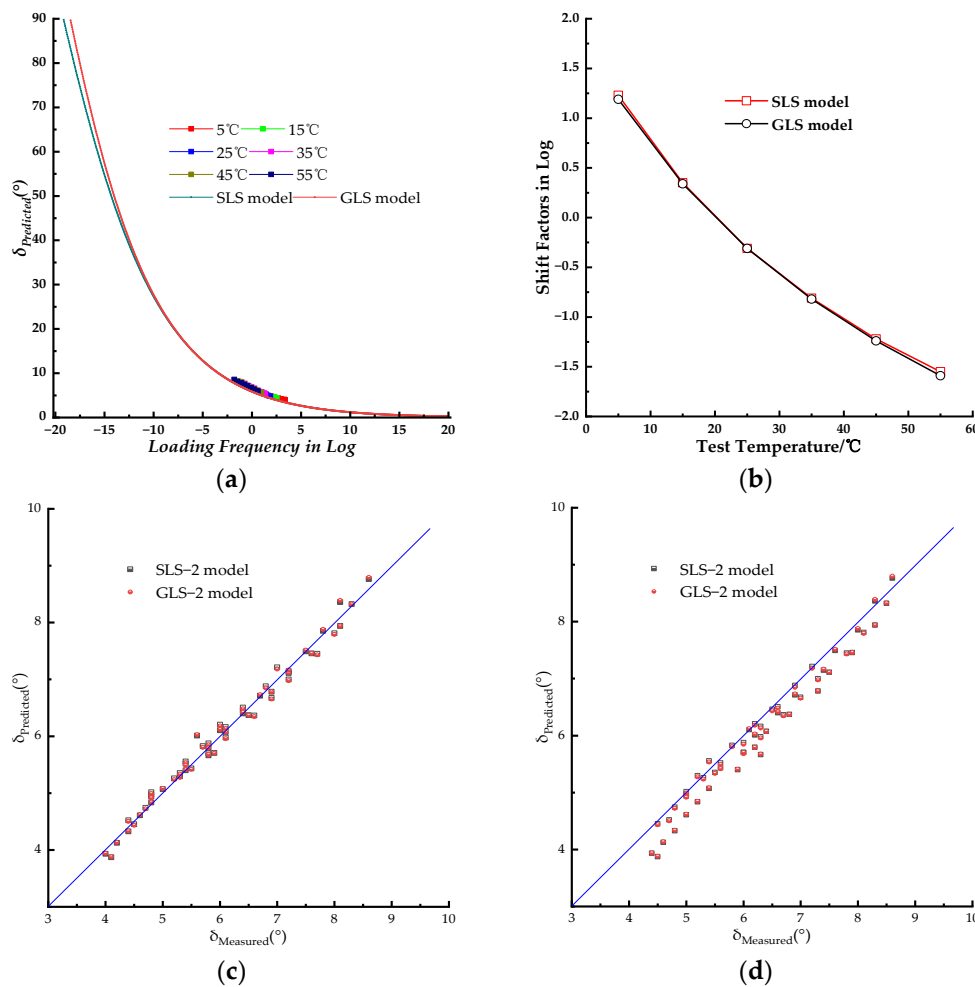 90
80
70
60
50
40
30
20
10
0
δPredicted(°)
5℃ 15℃
25℃ 35℃
45℃ 55℃
SLS model GLS model
−20 −15 −10 −5 0 5 10 15 20
Loading Frequency in Log
(a)
2.0
1.5
1.0
0.5
0.0
−0.5
−1.0
−1.5
−2.0
Shift Factors in Log
SLS model
GLS model
0 10 20 30 40 50 60
Test Temperature/℃
(b)
10
8
6
4
δPredicted(°)
SLS−2 model
GLS−2 model
3 4 5 6 7 8 9 10
δMeasured(°)
(c)
10
8
6
4
δPredicted(°)
SLS−2 model
GLS−2 model
3 4 5 6 7 8 9 10
δMeasured(°)
(d)